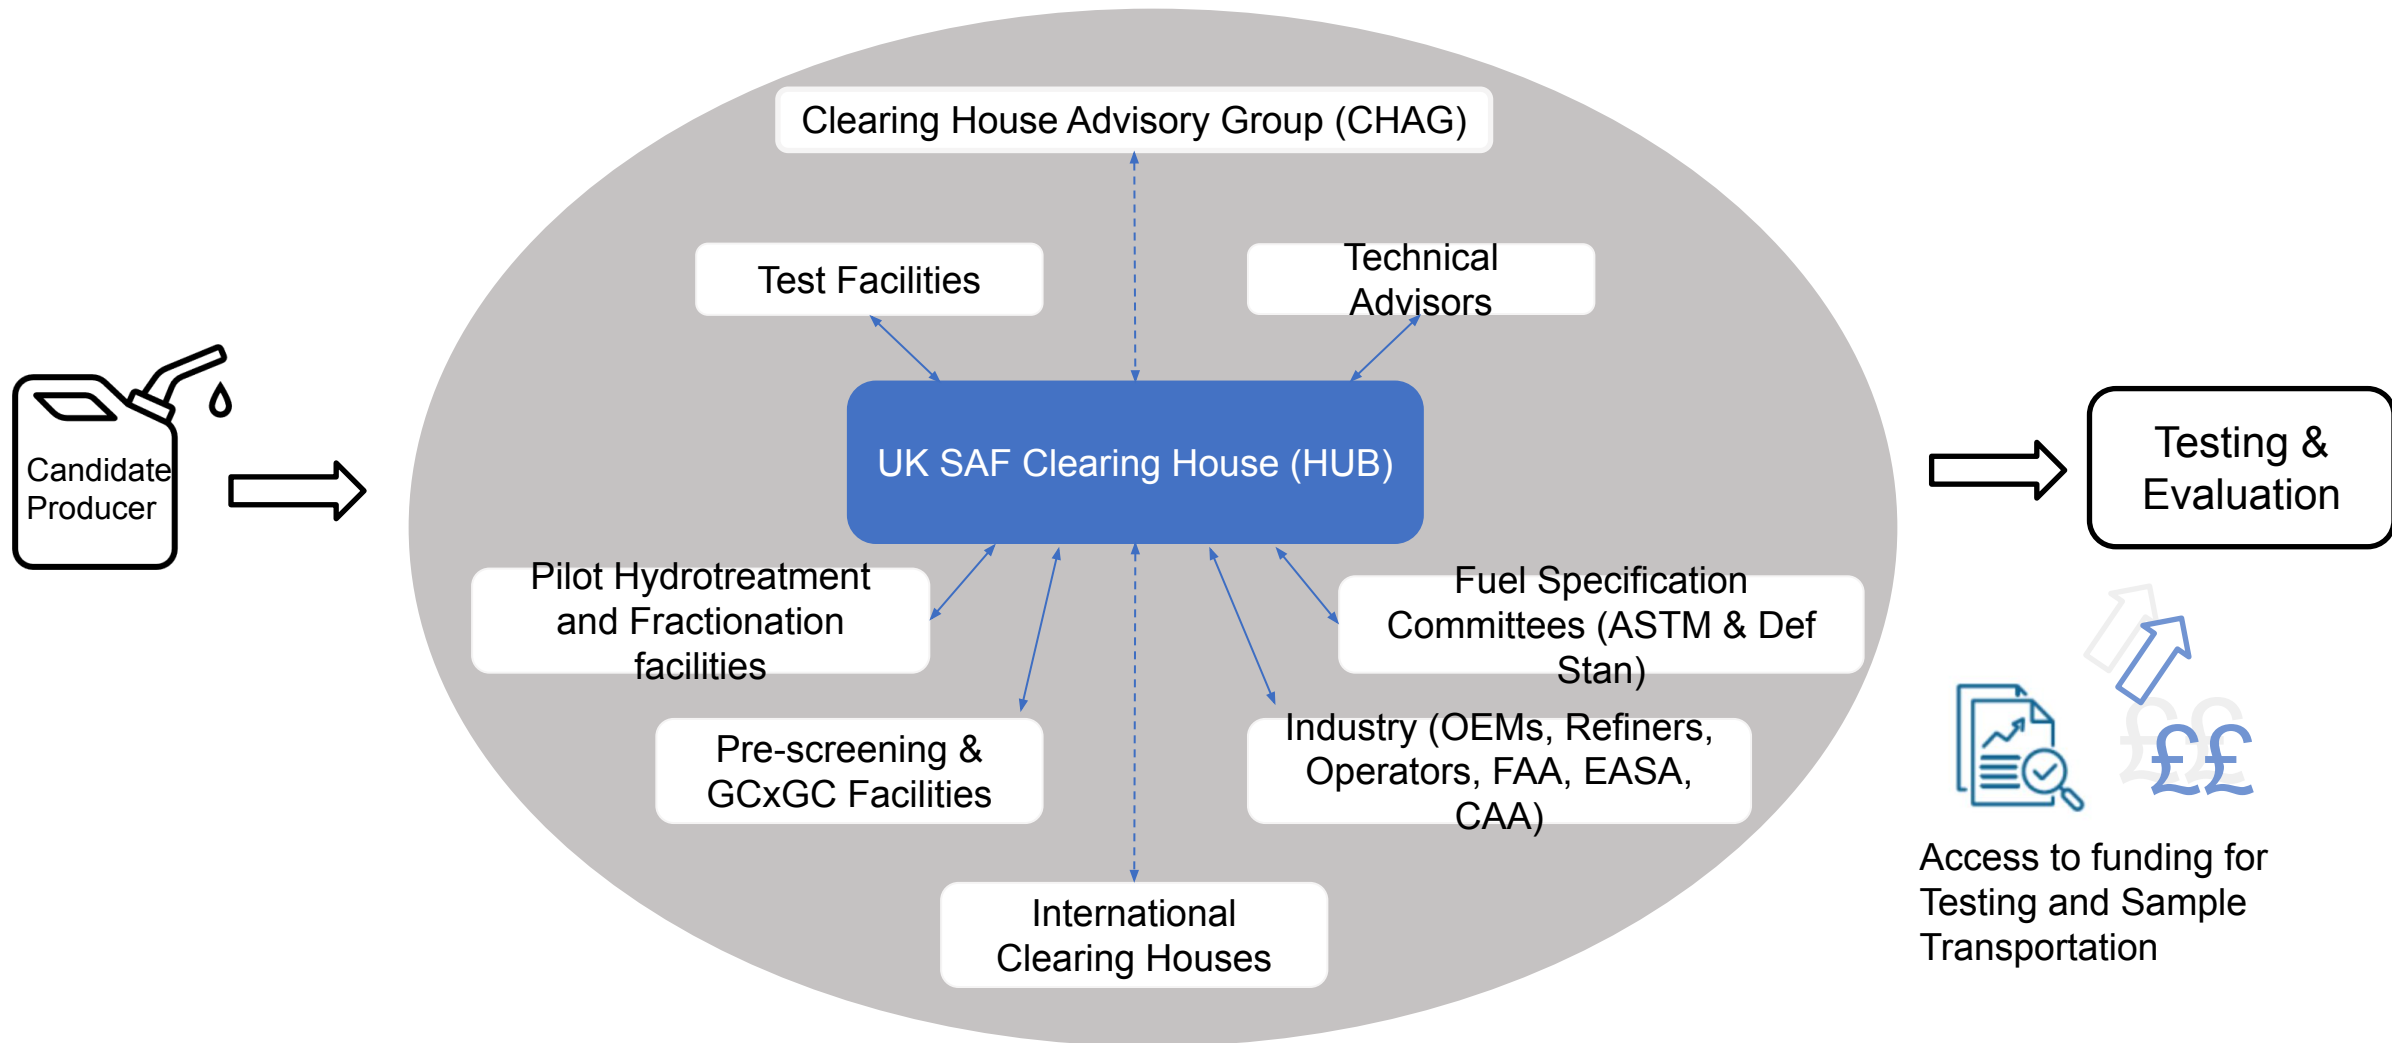 Clearing House Advisory Group (CHAG)
Test Facilities
Technical
Advisors
Candidate
Producer
UK SAF Clearing House (HUB)
Testing &
Evaluation
Pilot Hydrotreatment
and Fractionation
facilities
Fuel Specification
Committees (ASTM & Def
Stan)
Pre-screening &
GCxGC Facilities
Industry (OEMs, Refiners,
Operators, FAA, EASA,
CAA)
££
££
International
Clearing Houses
Access to funding for
Testing and Sample
Transportation